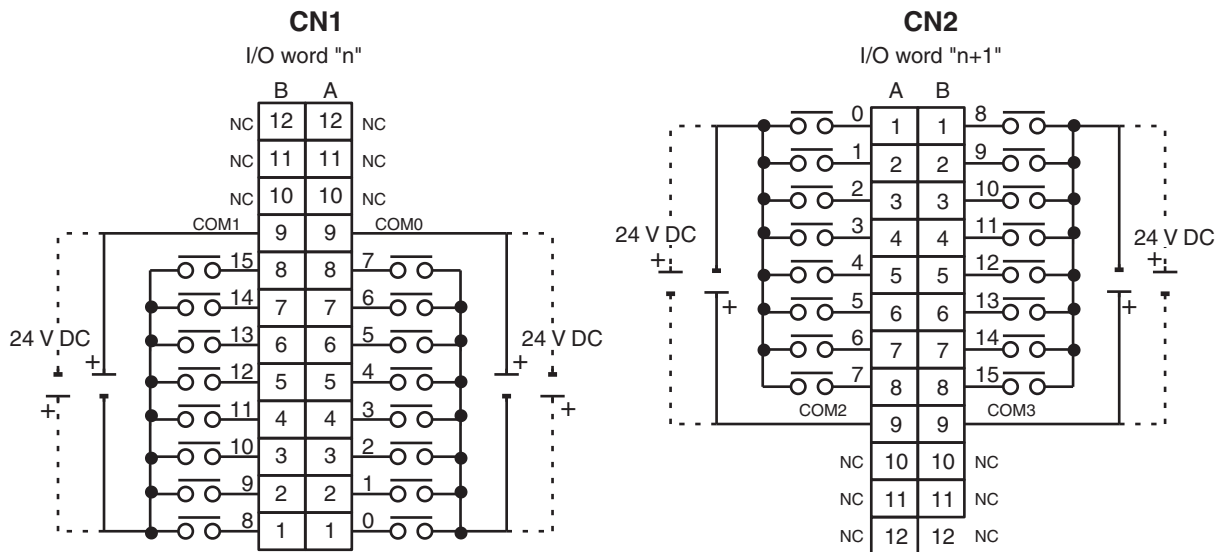 CN1
I/O word "n"
B A
NC 12 12 NC
NC 11 11 NC
NC 10 10 NC
COM1 9 9 COM0
15 8 8 7
14 7 7 6
13 6 6 5
24 V DC + + 24 V DC
12 5 5 4
+ 11 4 4 3 +
10 3 3 2
9 2 2 1
8 1 1 0
CN2
I/O word "n+1"
A B
0 1 1 8
1 2 2 9
2 3 3 10
3 4 4 11
24 V DC 24 V DC
+ 4 5 5 12 +
+ 5 6 6 13 +
6 7 7 14
7 8 8 15
COM2 9 9 COM3
NC 10 10 NC
NC 11 11 NC
NC 12 12 NC